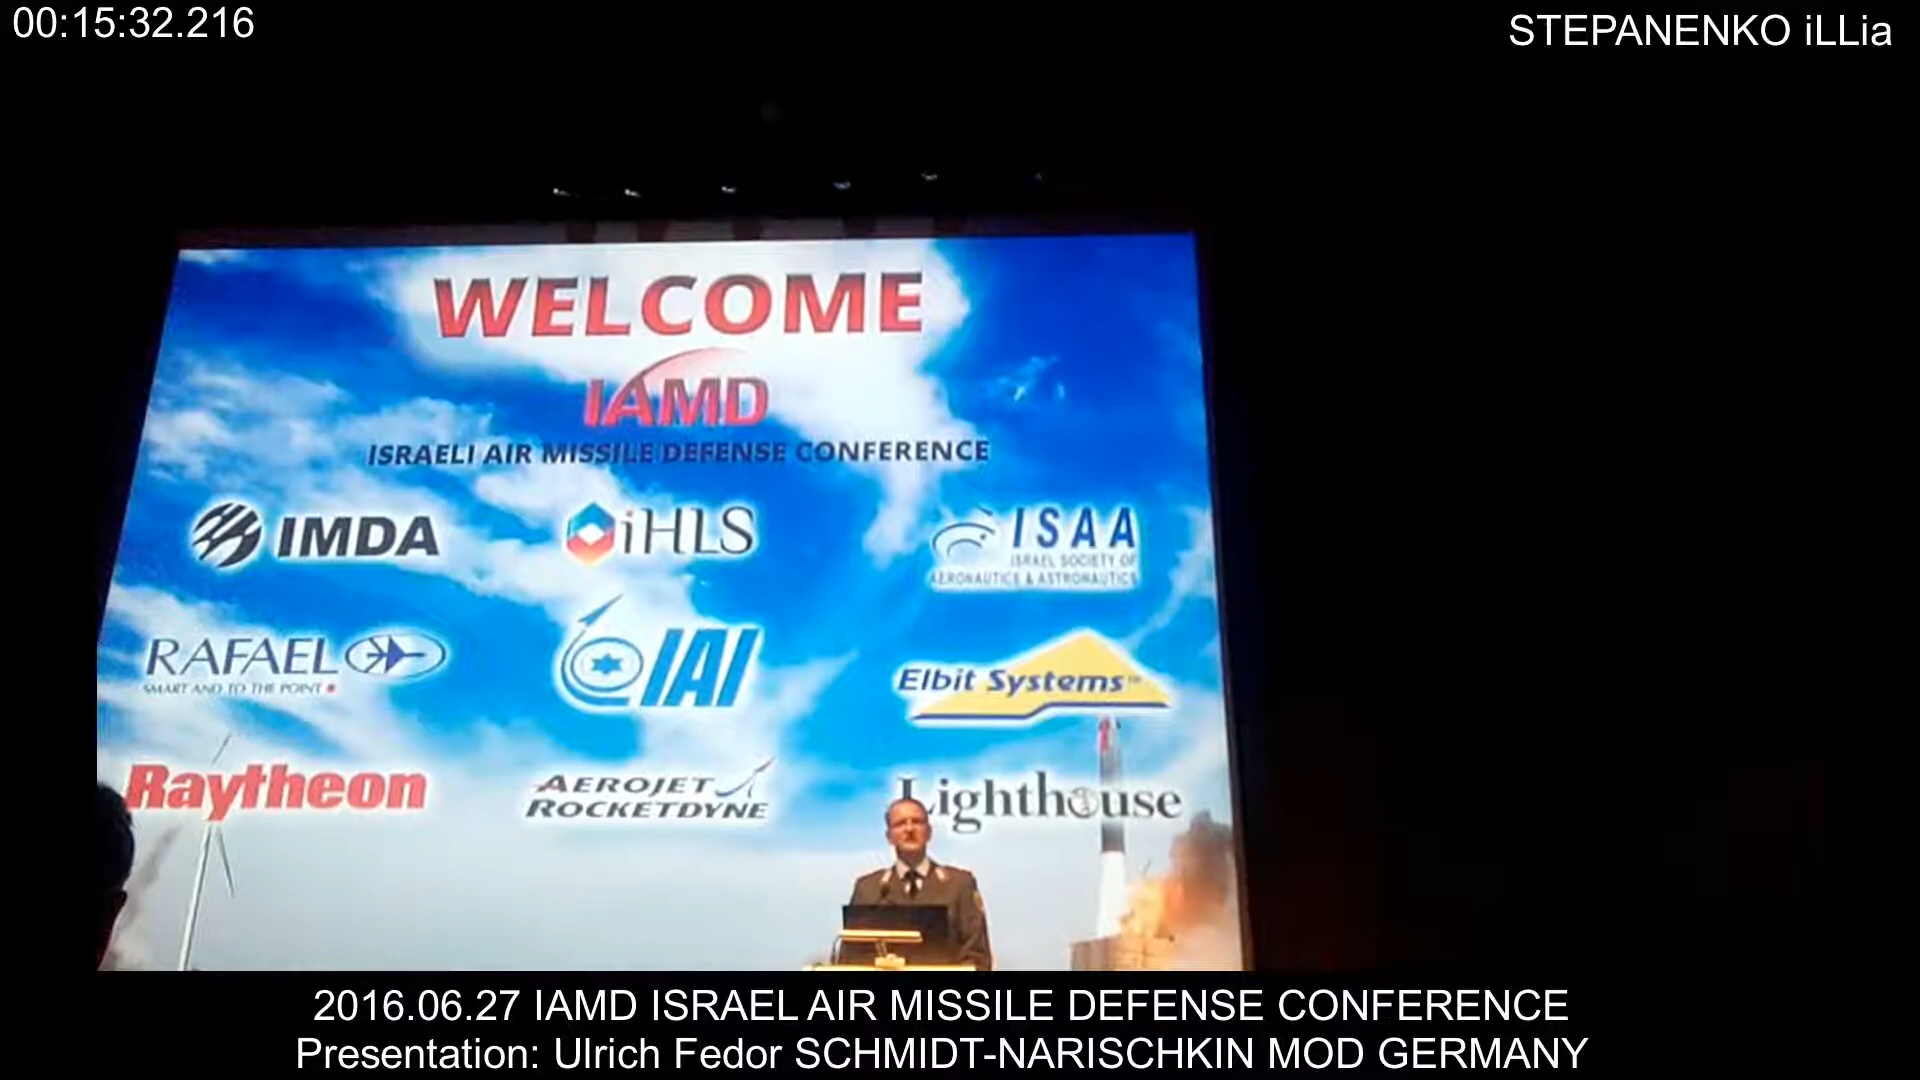 00:15:32.216
STEPANENKO iLLia
WELCOME
IAMD
ISRAELI AIR MISSILE DEFENSE CONFERENCE
IMDA
iHLS
ISAA
ISRAEL SOCIETY OF
AERONAUTICS & ASTRONAUTICS
RAFAEL
SMART AND TO THE POINT
IAI
Elbit Systems™
Raytheon
AEROJET
ROCKETDYNE
Lighthouse
2016.06.27 IAMD ISRAEL AIR MISSILE DEFENSE CONFERENCE
Presentation: Ulrich Fedor SCHMIDT-NARISCHKIN MOD GERMANY